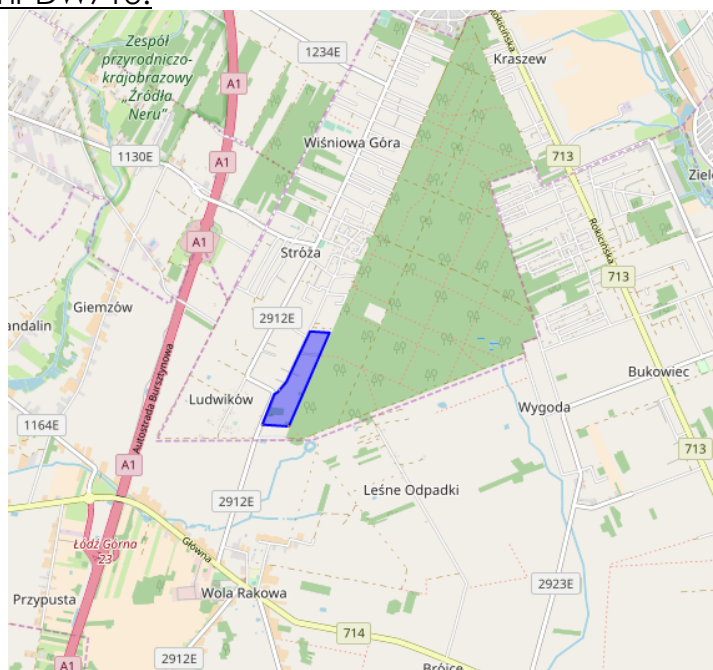 1234E
Kraszew
Zespół
przyrodniczo-
krajobrazowy
„Źródła
Neru”
A1
Wiśniowa Góra
713
1130E
A1
A1
Stróża
Rokicińska
713
Giemzów
2912E
Autostrada Bursztynowa
Ludwików
Bukowiec
1164E
Wygoda
713
A1
Leśne Odpadki
2912E
Łódź Górna
23
Główna
2923E
Przypusta
Wola Rakowa
714
2912E
A1